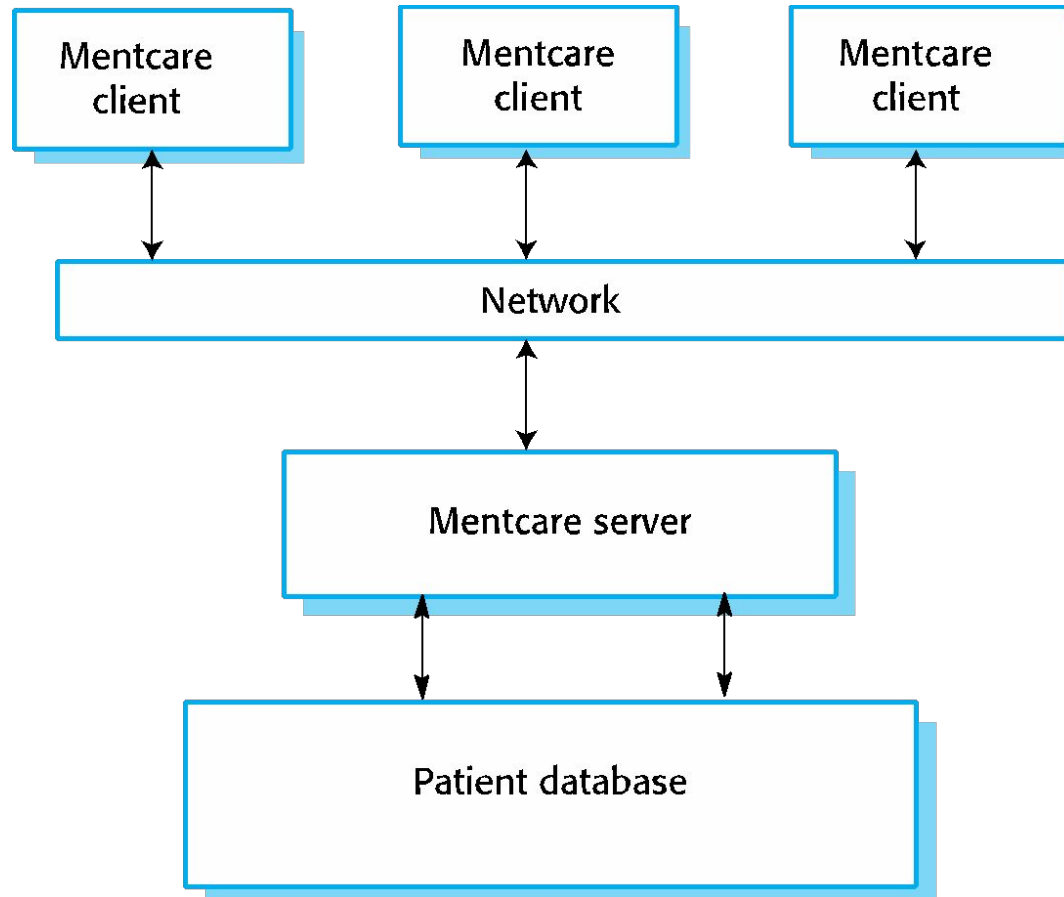 Mentcare
client
Mentcare
client
Mentcare
client
Network
Mentcare server
Patient database